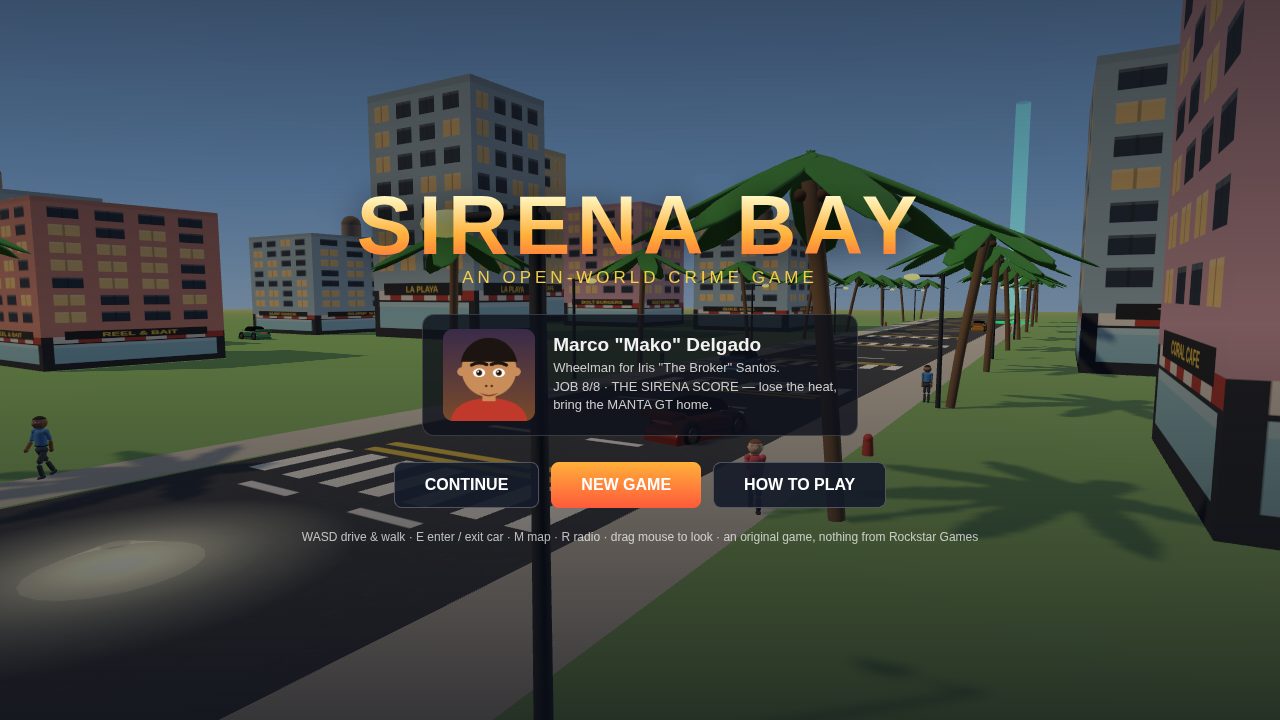 SIRENA BAY
AN OPEN-WORLD CRIME GAME
LA PLAYA
LA PLAYA
BOLT BURGERS
REEL & BAIT
CORAL CAFE
Marco "Mako" Delgado
Wheelman for Iris "The Broker" Santos.
JOB 8/8 · THE SIRENA SCORE — lose the heat,
bring the MANTA GT home.
CONTINUE
NEW GAME
HOW TO PLAY
WASD drive & walk · E enter / exit car · M map · R radio · drag mouse to look · an original game, nothing from Rockstar Games